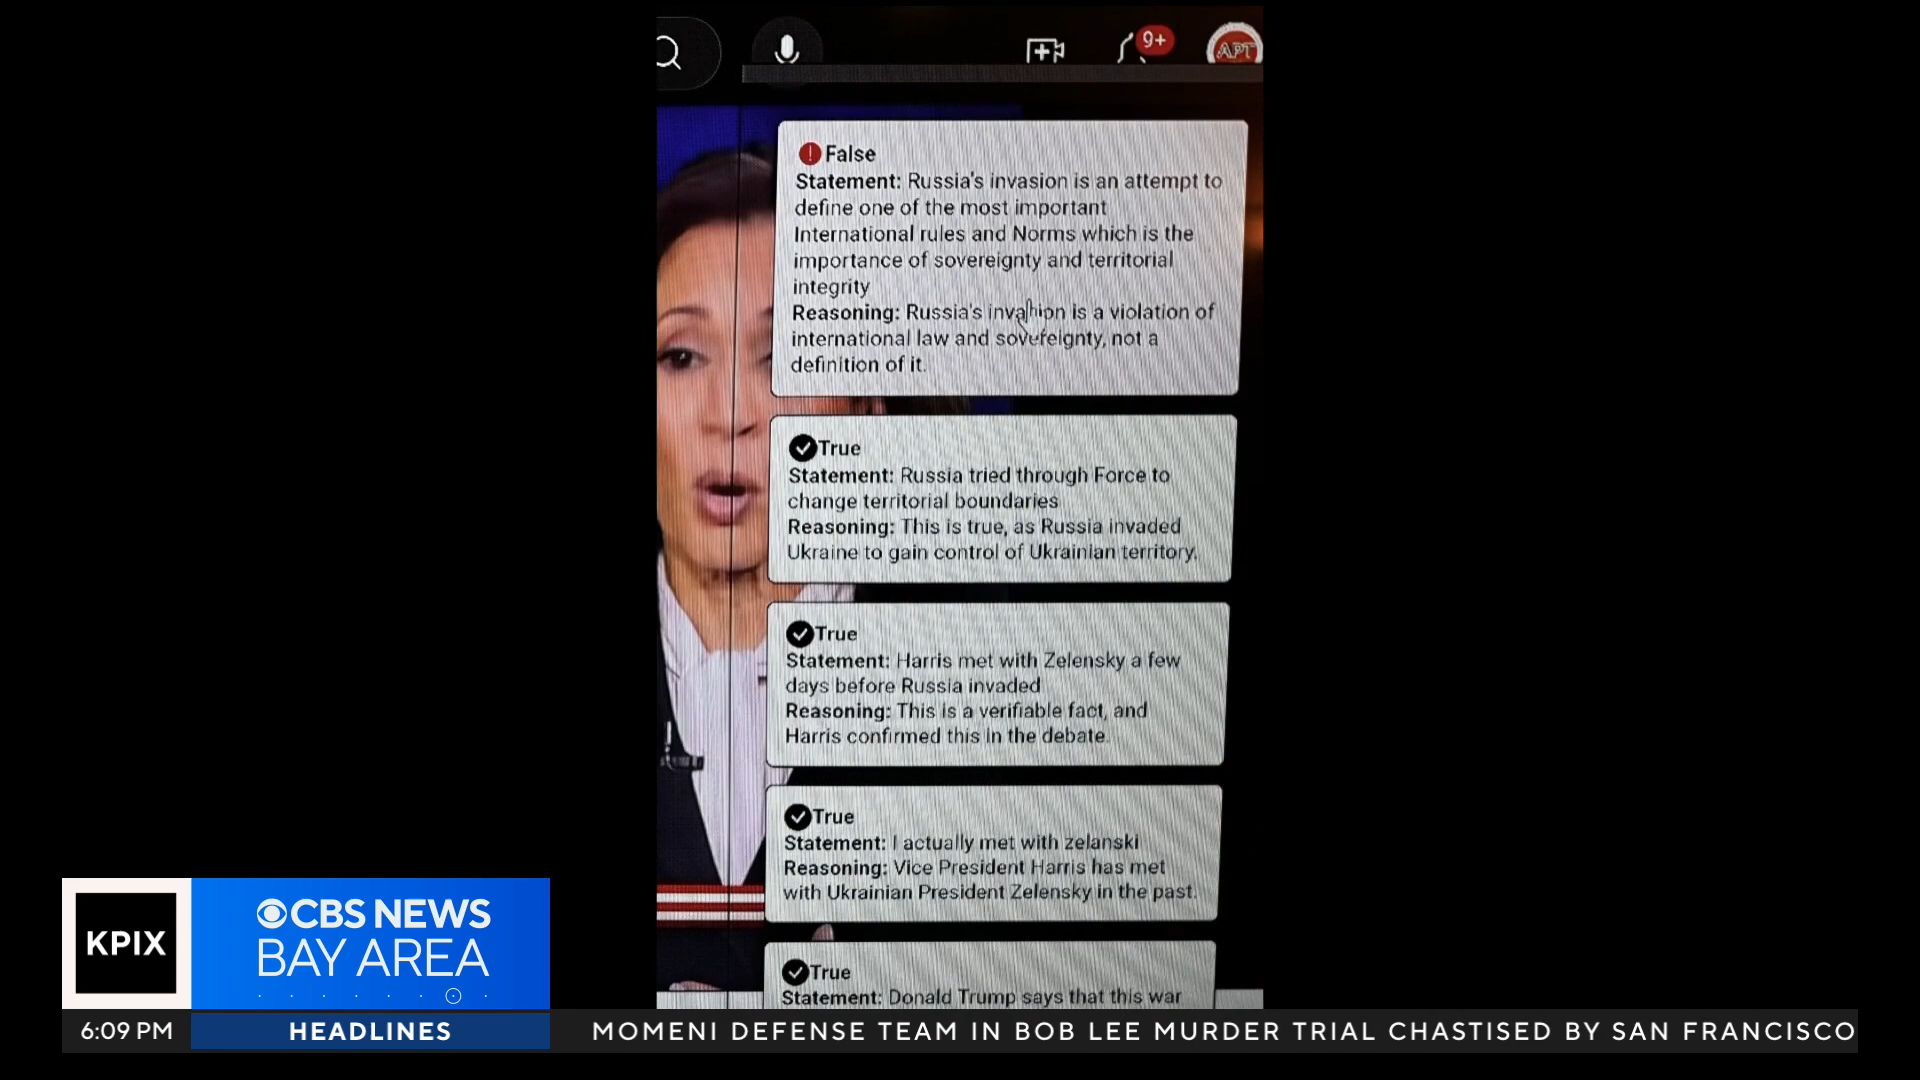 9+
APT
False
Statement: Russia's invasion is an attempt to
define one of the most important
International rules and Norms which is the
importance of sovereignty and territorial
integrity
Reasoning: Russia's invasion is a violation of
international law and sovereignty, not a
definition of it.
True
Statement: Russia tried through Force to
change territorial boundaries
Reasoning: This is true, as Russia invaded
Ukraine to gain control of Ukrainian territory.
True
Statement: Harris met with Zelensky a few
days before Russia invaded
Reasoning: This is a verifiable fact, and
Harris confirmed this in the debate.
True
Statement: I actually met with zelanski
Reasoning: Vice President Harris has met
with Ukrainian President Zelensky in the past.
True
Statement: Donald Trump says that this war
KPIX
CBS NEWS
BAY AREA
6:09 PM
HEADLINES
MOMENI DEFENSE TEAM IN BOB LEE MURDER TRIAL CHASTISED BY SAN FRANCISCO